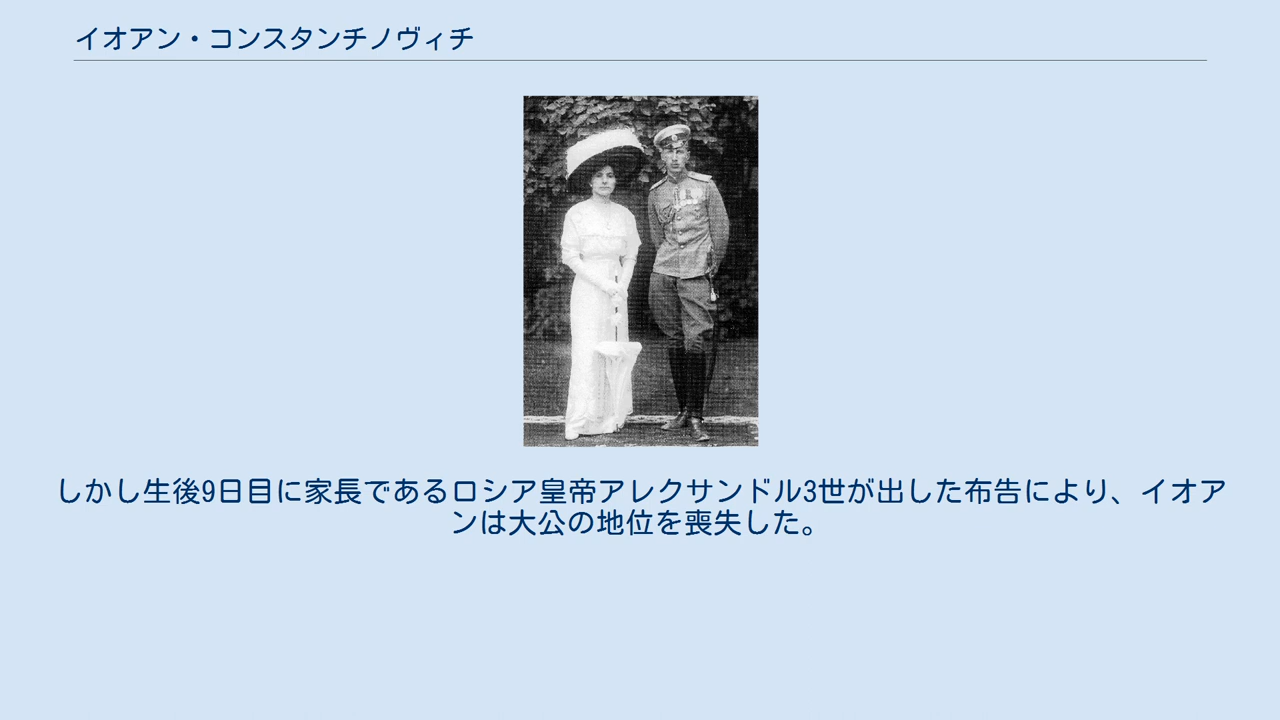 イオアン・コンスタンチノヴィチ
しかし生後9日目に家長であるロシア皇帝アレクサンドル3世が出した布告により、イオア
ンは大公の地位を喪失した。